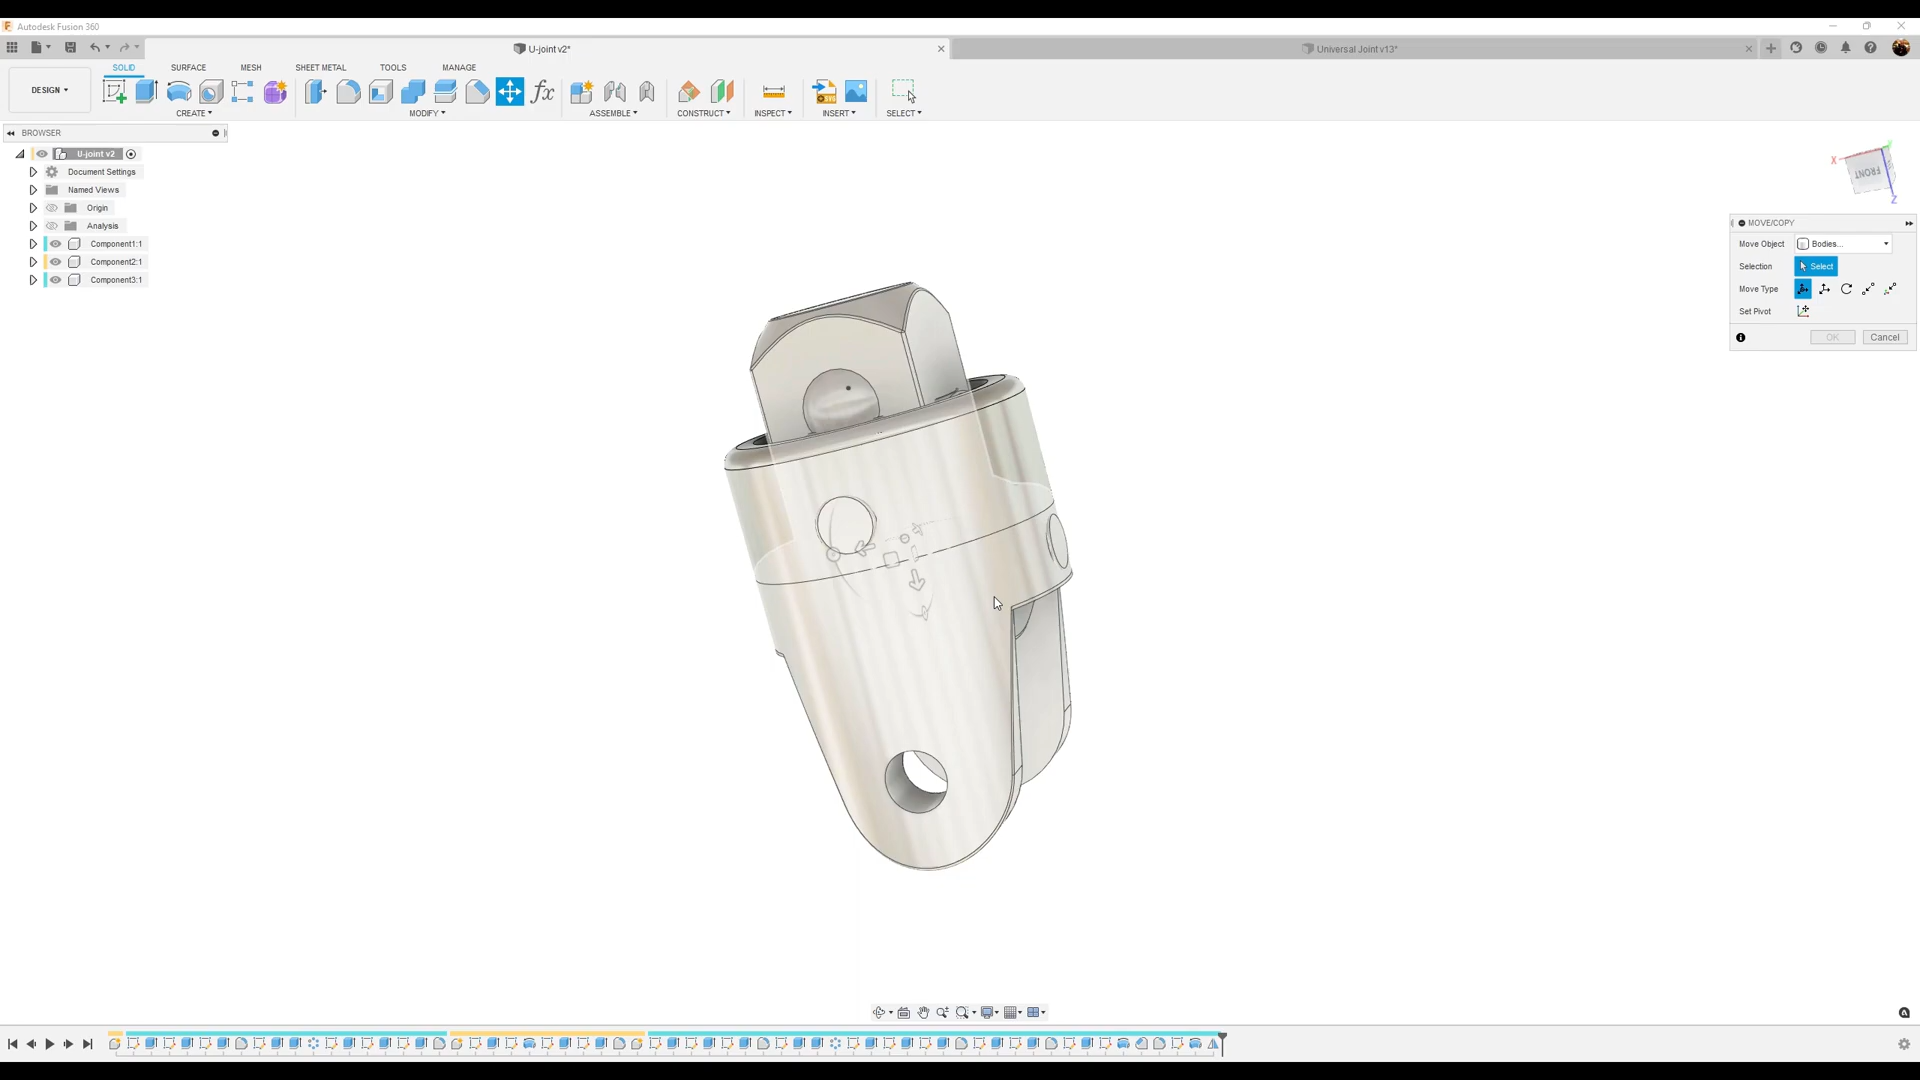 Autodesk Fusion 360
U-joint v2*
Universal Joint v13*
SOLID SURFACE MESH SHEET METAL TOOLS MANAGE
DESIGN
CREATE MODIFY ASSEMBLE CONSTRUCT INSPECT INSERT SELECT
BROWSER
U-joint v2
Document Settings
Named Views
Origin
Analysis
Component1:1
Component2:1
Component3:1
X
FRONT
Z
MOVE/COPY
Move Object Bodies...
Selection Select
Move Type
Set Pivot
OK Cancel